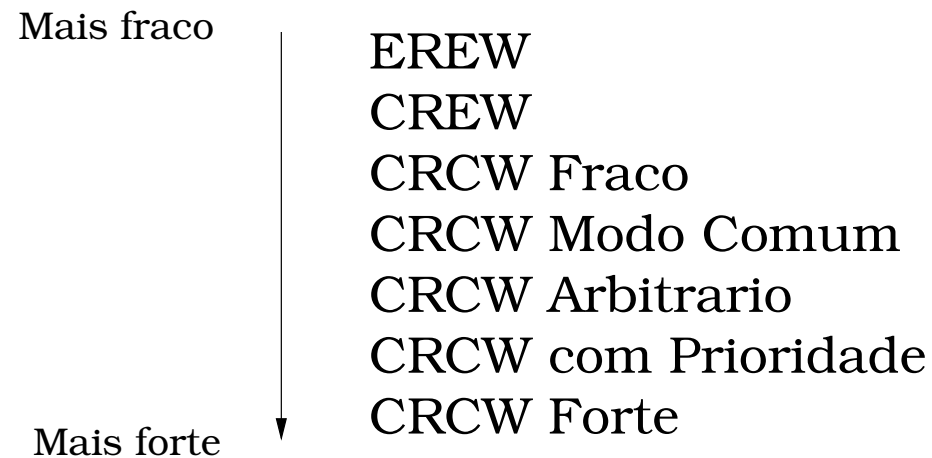 Mais fraco
EREW
CREW
CRCW Fraco
CRCW Modo Comum
CRCW Arbitrario
CRCW com Prioridade
CRCW Forte
Mais forte